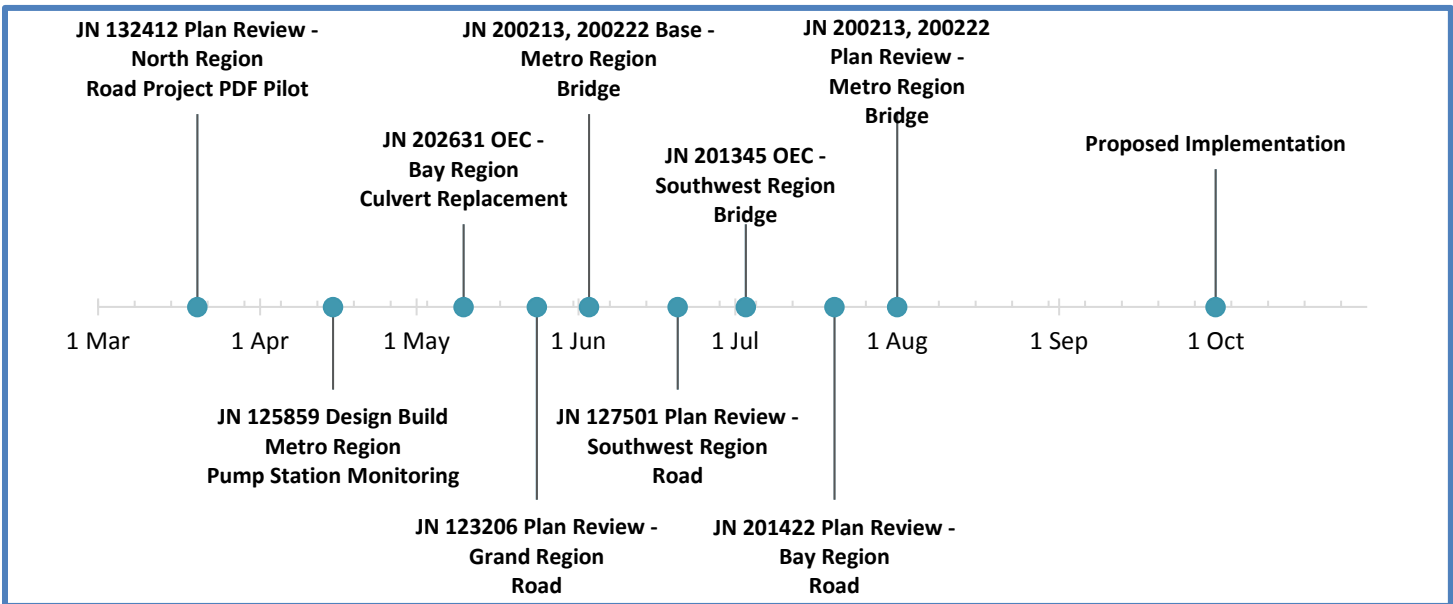 JN 132412 Plan Review -
North Region
Road Project PDF Pilot
JN 200213, 200222 Base -
Metro Region
Bridge
JN 200213, 200222
Plan Review -
Metro Region
Bridge
JN 202631 OEC -
Bay Region
Culvert Replacement
JN 201345 OEC -
Southwest Region
Bridge
Proposed Implementation
1 Mar
1 Apr
1 May
1 Jun
1 Jul
1 Aug
1 Sep
1 Oct
JN 125859 Design Build
Metro Region
Pump Station Monitoring
JN 127501 Plan Review -
Southwest Region
Road
JN 123206 Plan Review -
Grand Region
Road
JN 201422 Plan Review -
Bay Region
Road